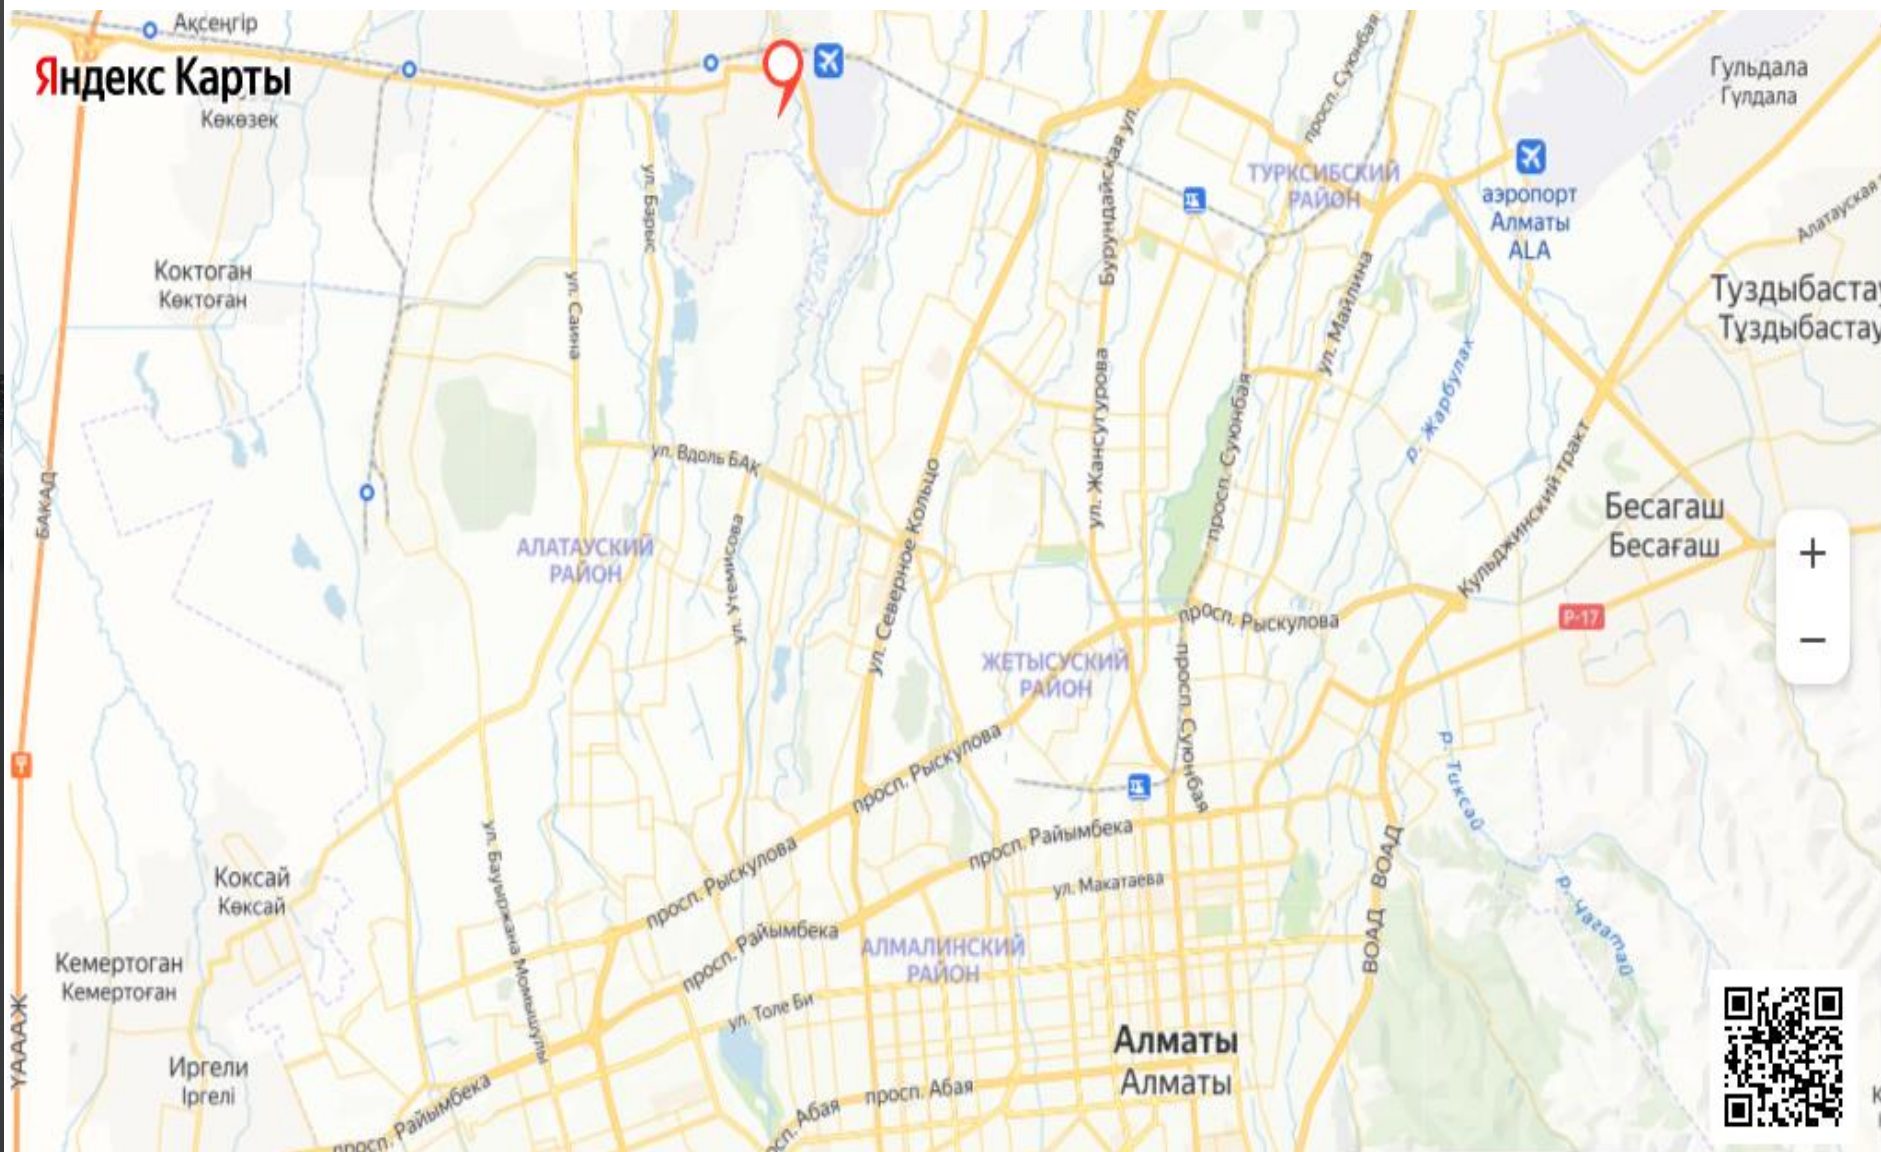 Ақсеңгір
Яндекс Карты
Көкөзек
Гульдала
Гүлдала
просп. Суюнбая
Бурундайская ул.
ТУРКСИБСКИЙ
РАЙОН
аэропорт
Алматы
ALA
Алатауская
ул. Барыс
Коктоган
Көктоған
ул. Саина
ул. Майлина
Туздыбастау
Тұздыбастау
р. Жарбулак
ул. Жансугурова
просп. Суюнбая
ул. Вдоль БАК
Кульджинский тракт
БАКАД
ул. Северное Кольцо
Бесагаш
Бесағаш
АЛАТАУСКИЙ
РАЙОН
ул. Утемисова
+
−
просп. Рыскулова
Р-17
ЖЕТЫСУСКИЙ
РАЙОН
просп. Суюнбая
просп. Рыскулова
р. Тиксай
просп. Райымбека
ул. Бауыржана Момышулы
просп. Рыскулова
ВОАД
ВОАД
Коксай
Көксай
ул. Макатаева
р. Чагатай
просп. Райымбека
АЛМАЛИНСКИЙ
РАЙОН
Кемертоган
Кемертоған
ул. Толе Би
Алматы
Алматы
Иргели
Іргелі
просп. Абая
просп. Райымбека